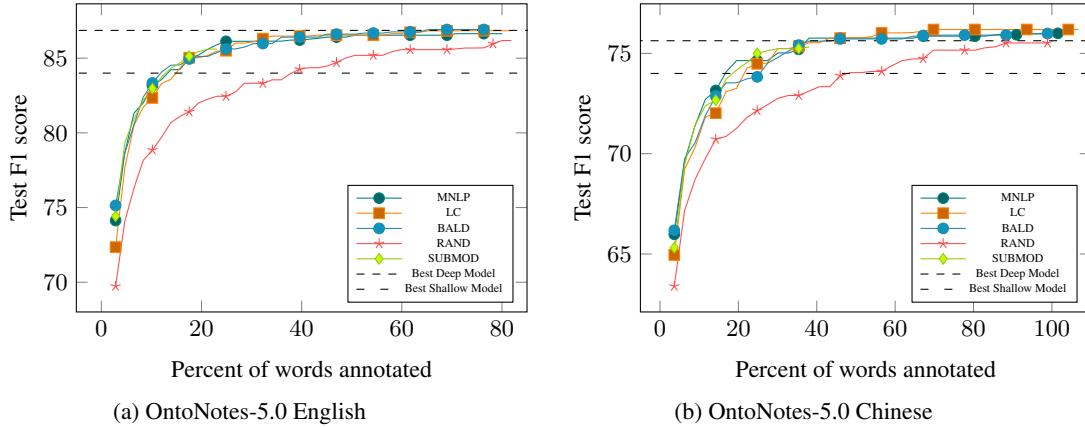 85
80
75
70
0
20
40
60
80
Test F1 score
Percent of words annotated
MNLP
LC
BALD
RAND
SUBMOD
Best Deep Model
Best Shallow Model
(a) OntoNotes-5.0 English
75
70
65
0
20
40
60
80
100
Test F1 score
Percent of words annotated
MNLP
LC
BALD
RAND
SUBMOD
Best Deep Model
Best Shallow Model
(b) OntoNotes-5.0 Chinese